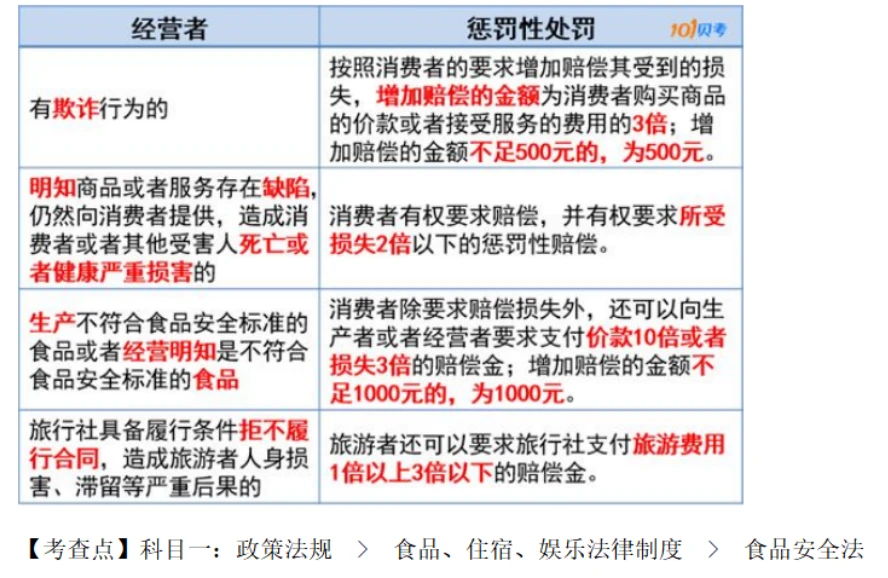 经营者
惩罚性处罚
101贝考
有欺诈行为的
按照消费者的要求增加赔偿其受到的损
失，增加赔偿的金额为消费者购买商品
的价款或者接受服务的费用的3倍；增
加赔偿的金额不足500元的，为500元。
明知商品或者服务存在缺陷，
仍然向消费者提供，造成消
费者或者其他受害人死亡或
者健康严重损害的
消费者有权要求赔偿，并有权要求所受
损失2倍以下的惩罚性赔偿。
生产不符合食品安全标准的
食品或者经营明知是不符合
食品安全标准的食品
消费者除要求赔偿损失外，还可以向生
产者或者经营者要求支付价款10倍或者
损失3倍的赔偿金；增加赔偿的金额不
足1000元的，为1000元。
旅行社具备履行条件拒不履
行合同，造成旅游者人身损
害、滞留等严重后果的
旅游者还可以要求旅行社支付旅游费用
1倍以上3倍以下的赔偿金。
【考查点】科目一：政策法规 > 食品、住宿、娱乐法律制度 > 食品安全法